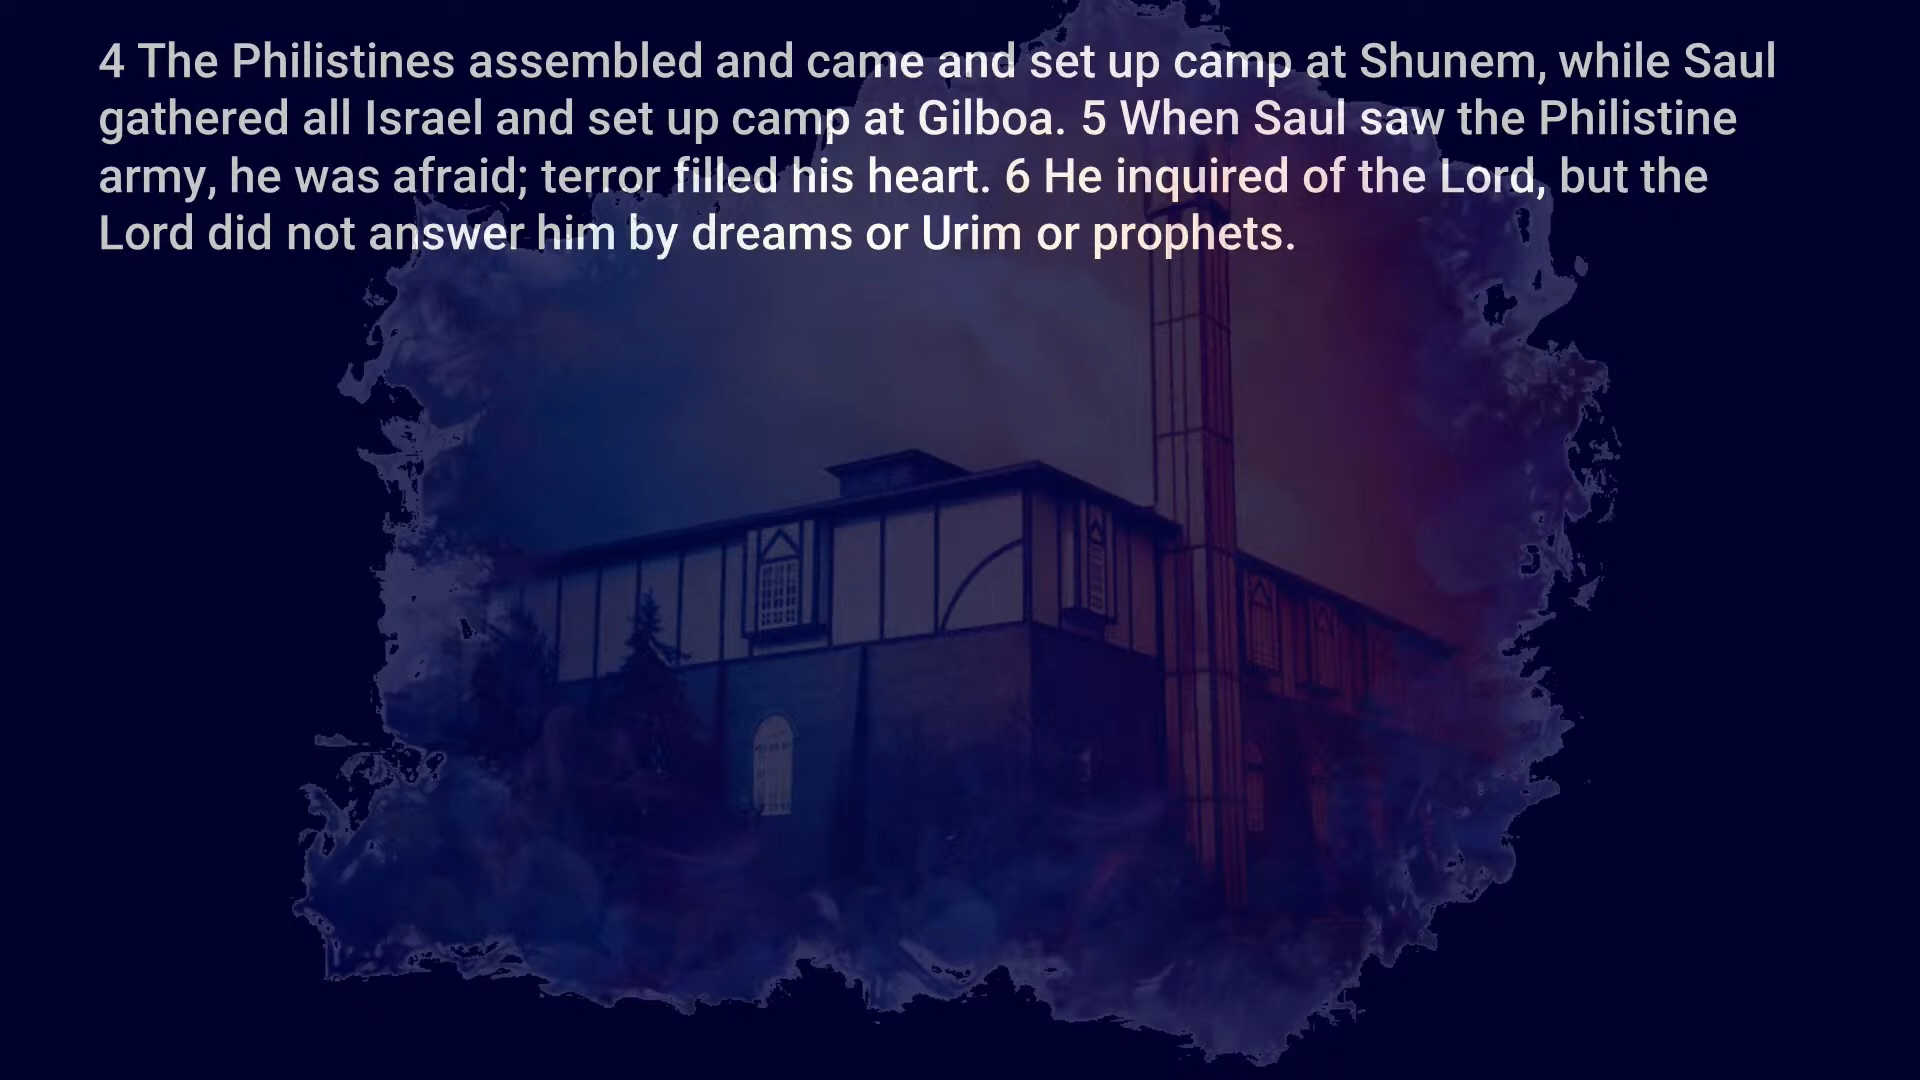 4 The Philistines assembled and came and set up camp at Shunem, while Saul
gathered all Israel and set up camp at Gilboa. 5 When Saul saw the Philistine
army, he was afraid; terror filled his heart. 6 He inquired of the Lord, but the
Lord did not answer him by dreams or Urim or prophets.